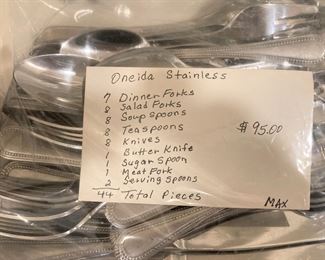 Oneida Stainless
7 Dinner Forks
8 Salad Forks
8 Soup Spoons
8 Teaspoons
8 Knives
1 Butter Knife
1 Sugar Spoon
1 Meat Fork
2 Serving Spoons
44 Total Pieces
$95.00
MAX